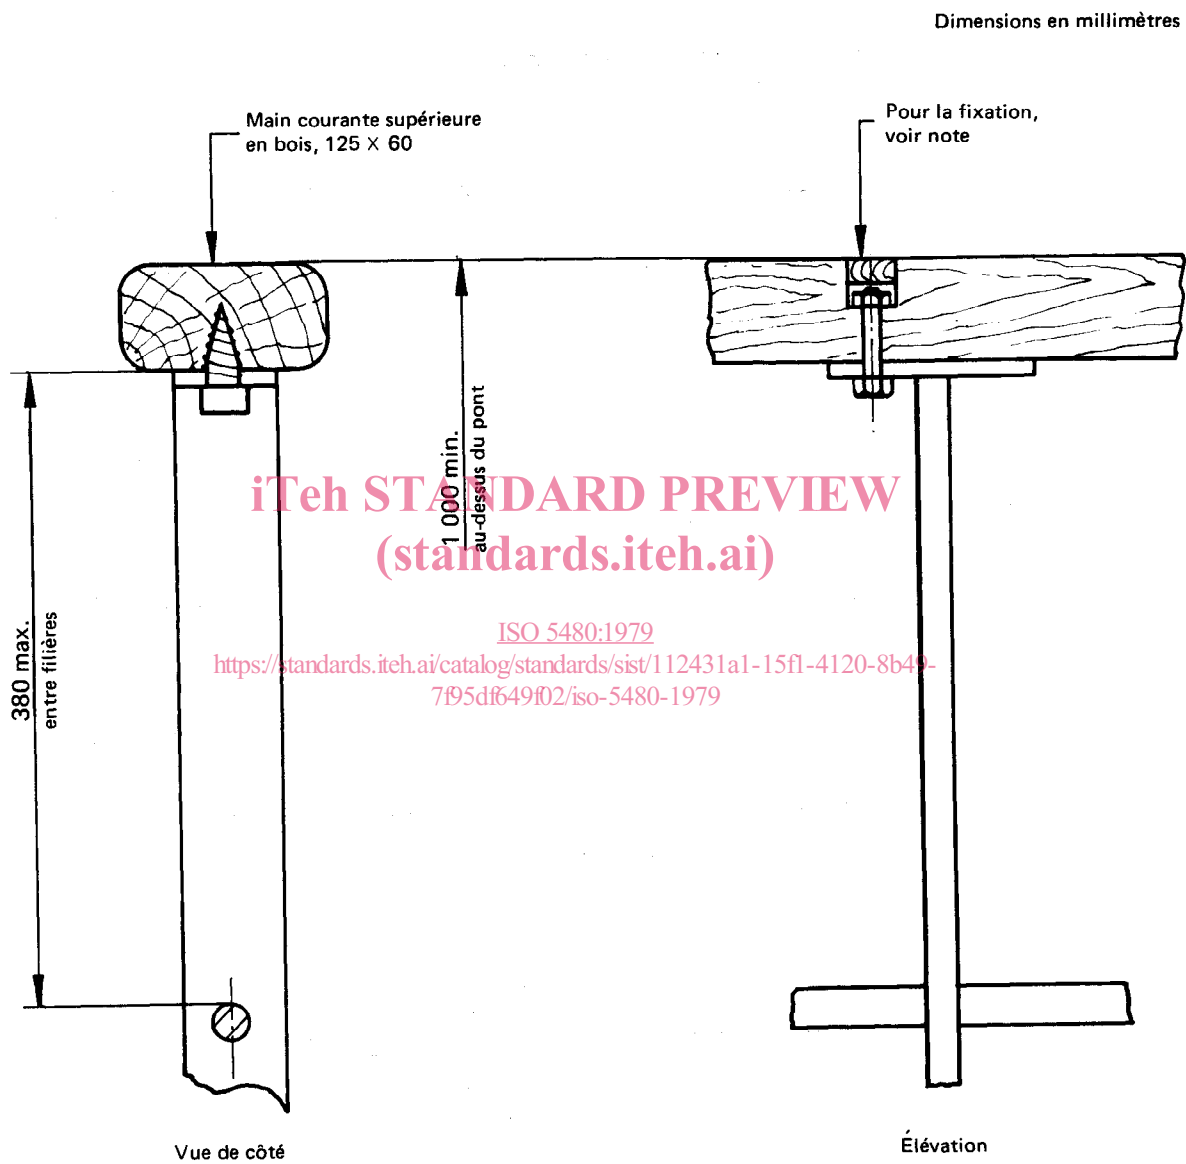 Dimensions en millimètres
Main courante supérieure
en bois, 125 X 60
Pour la fixation,
voir note
1 000 min.
au-dessus du pont
iTeh STANDARD PREVIEW
(standards.iteh.ai)
ISO 5480:1979
https://standards.iteh.ai/catalog/standards/sist/112431a1-15f1-4120-8b49-
7f95df649f02/iso-5480-1979
380 max.
entre filières
Vue de côté
Élévation